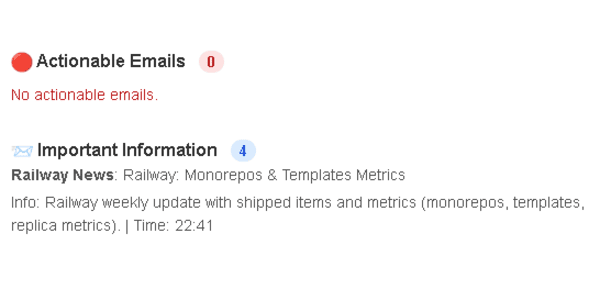 🔴 Actionable Emails 0
No actionable emails.
📨 Important Information 4
Railway News: Railway: Monorepos & Templates Metrics
Info: Railway weekly update with shipped items and metrics (monorepos, templates,
replica metrics). | Time: 22:41